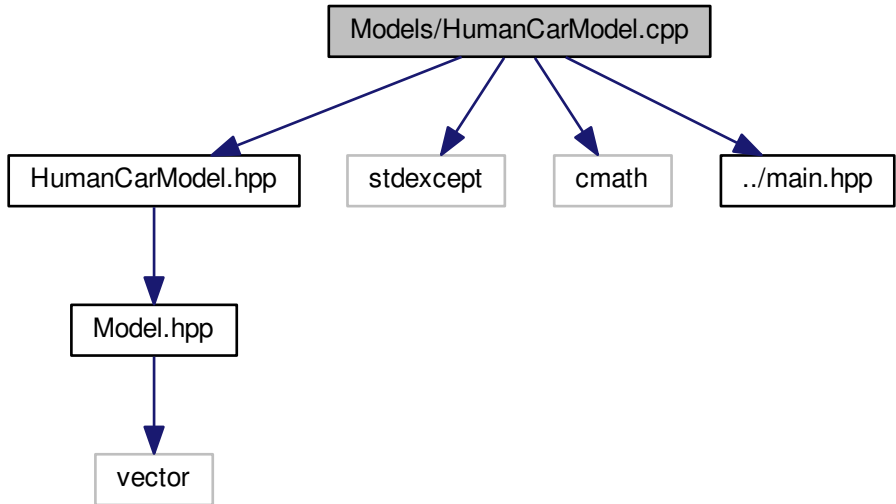 Models/HumanCarModel.cpp
HumanCarModel.hpp
stdexcept
cmath
../main.hpp
Model.hpp
vector